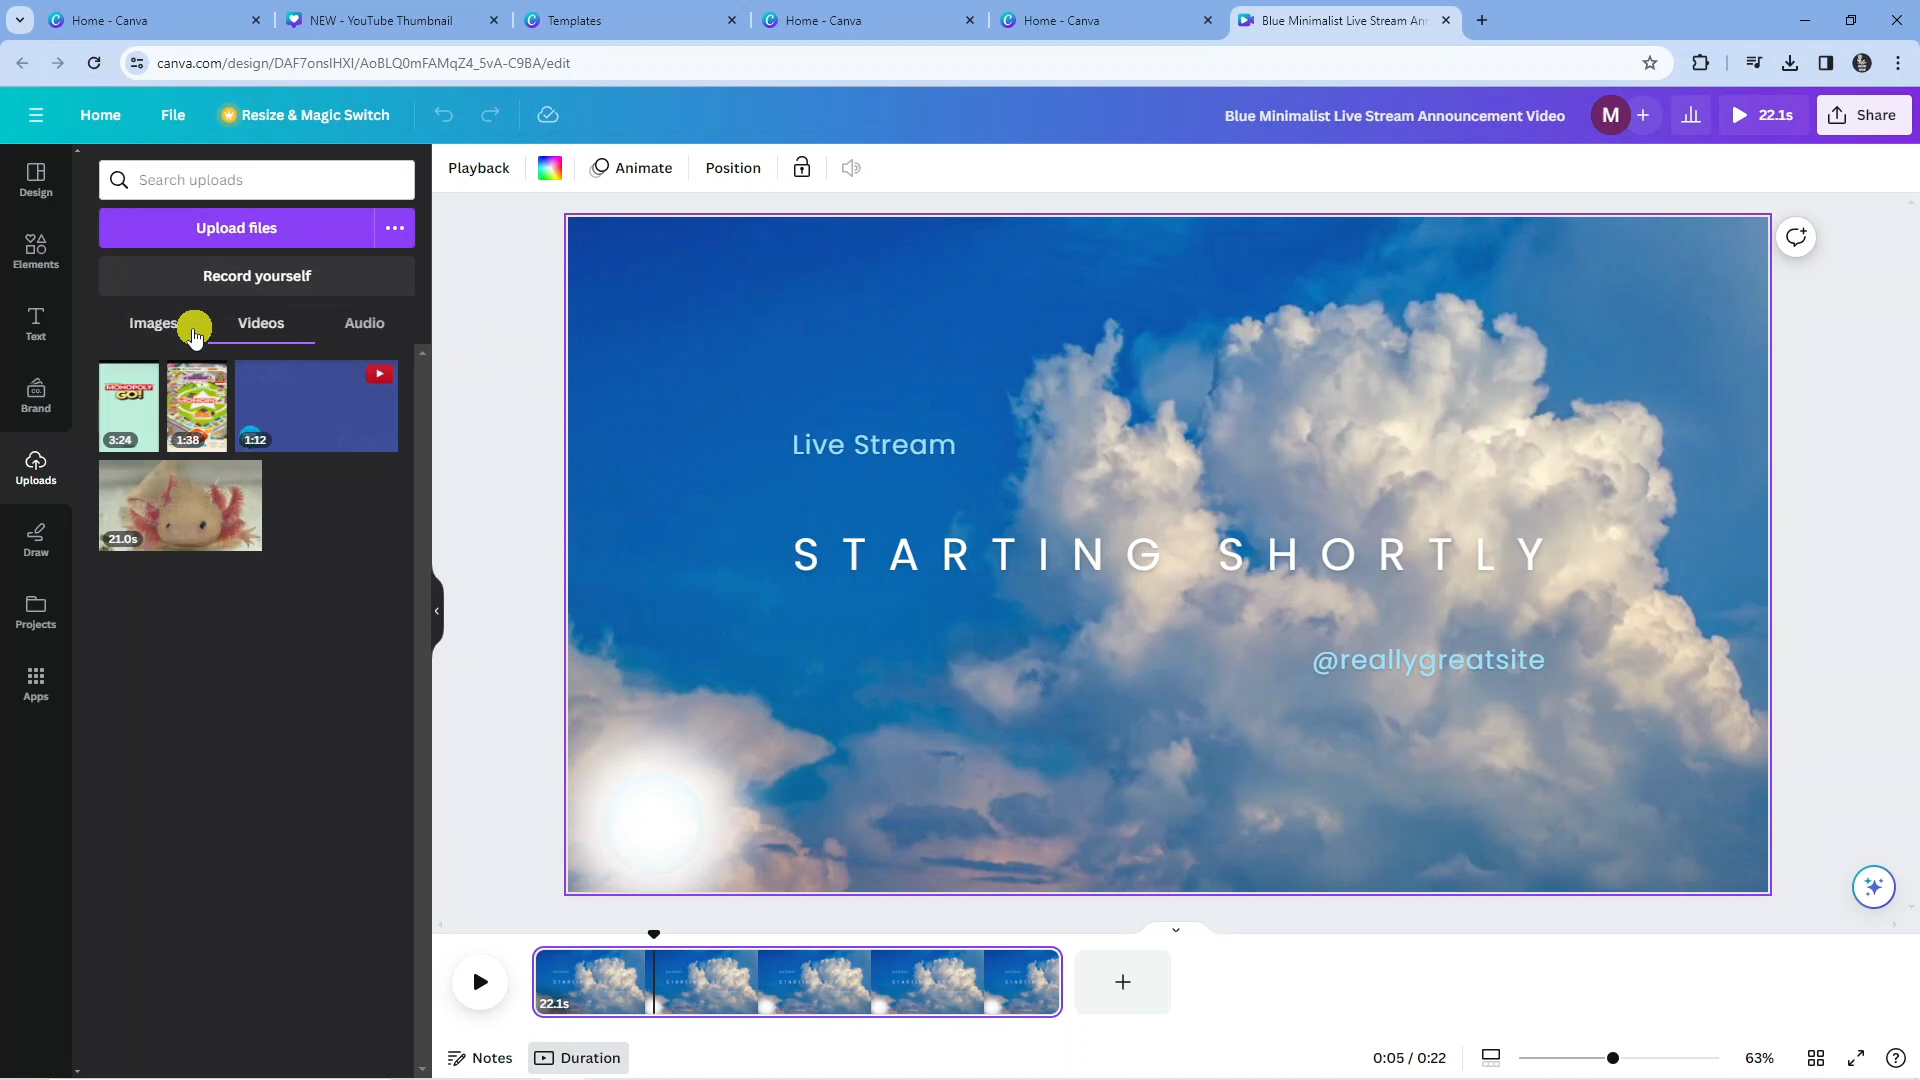 Home - Canva
NEW - YouTube Thumbnail
Templates
Home - Canva
Home - Canva
Blue Minimalist Live Stream An
canva.com/design/DAF7onslHXI/AoBLQ0mFAMqZ4_5vA-C9BA/edit
Home
File
Resize & Magic Switch
Blue Minimalist Live Stream Announcement Video
M
22.1s
Share
Design
Elements
Text
Brand
Uploads
Draw
Projects
Apps
Search uploads
Upload files
Record yourself
Images
Videos
Audio
MONOPOLY
GO!
3:24
1:38
1:12
21.0s
Playback
Animate
Position
Live Stream
STARTING SHORTLY
@reallygreatsite
22.1s
Notes
Duration
0:05 / 0:22
63%